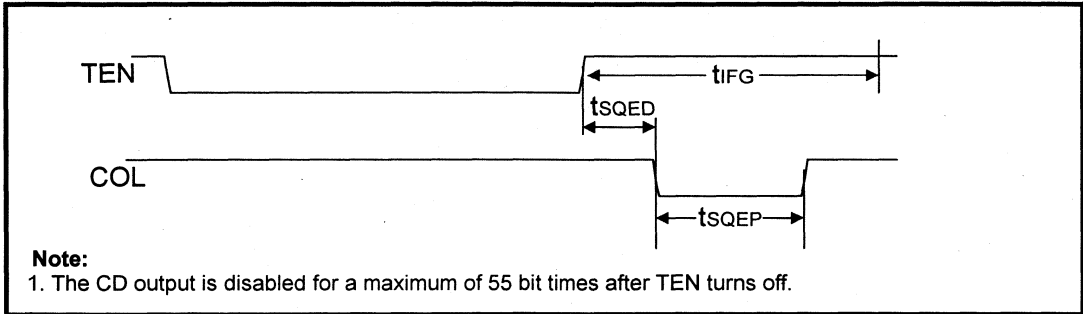 TEN
tIFG
tSQED
COL
tSQEP
Note:
1. The CD output is disabled for a maximum of 55 bit times after TEN turns off.